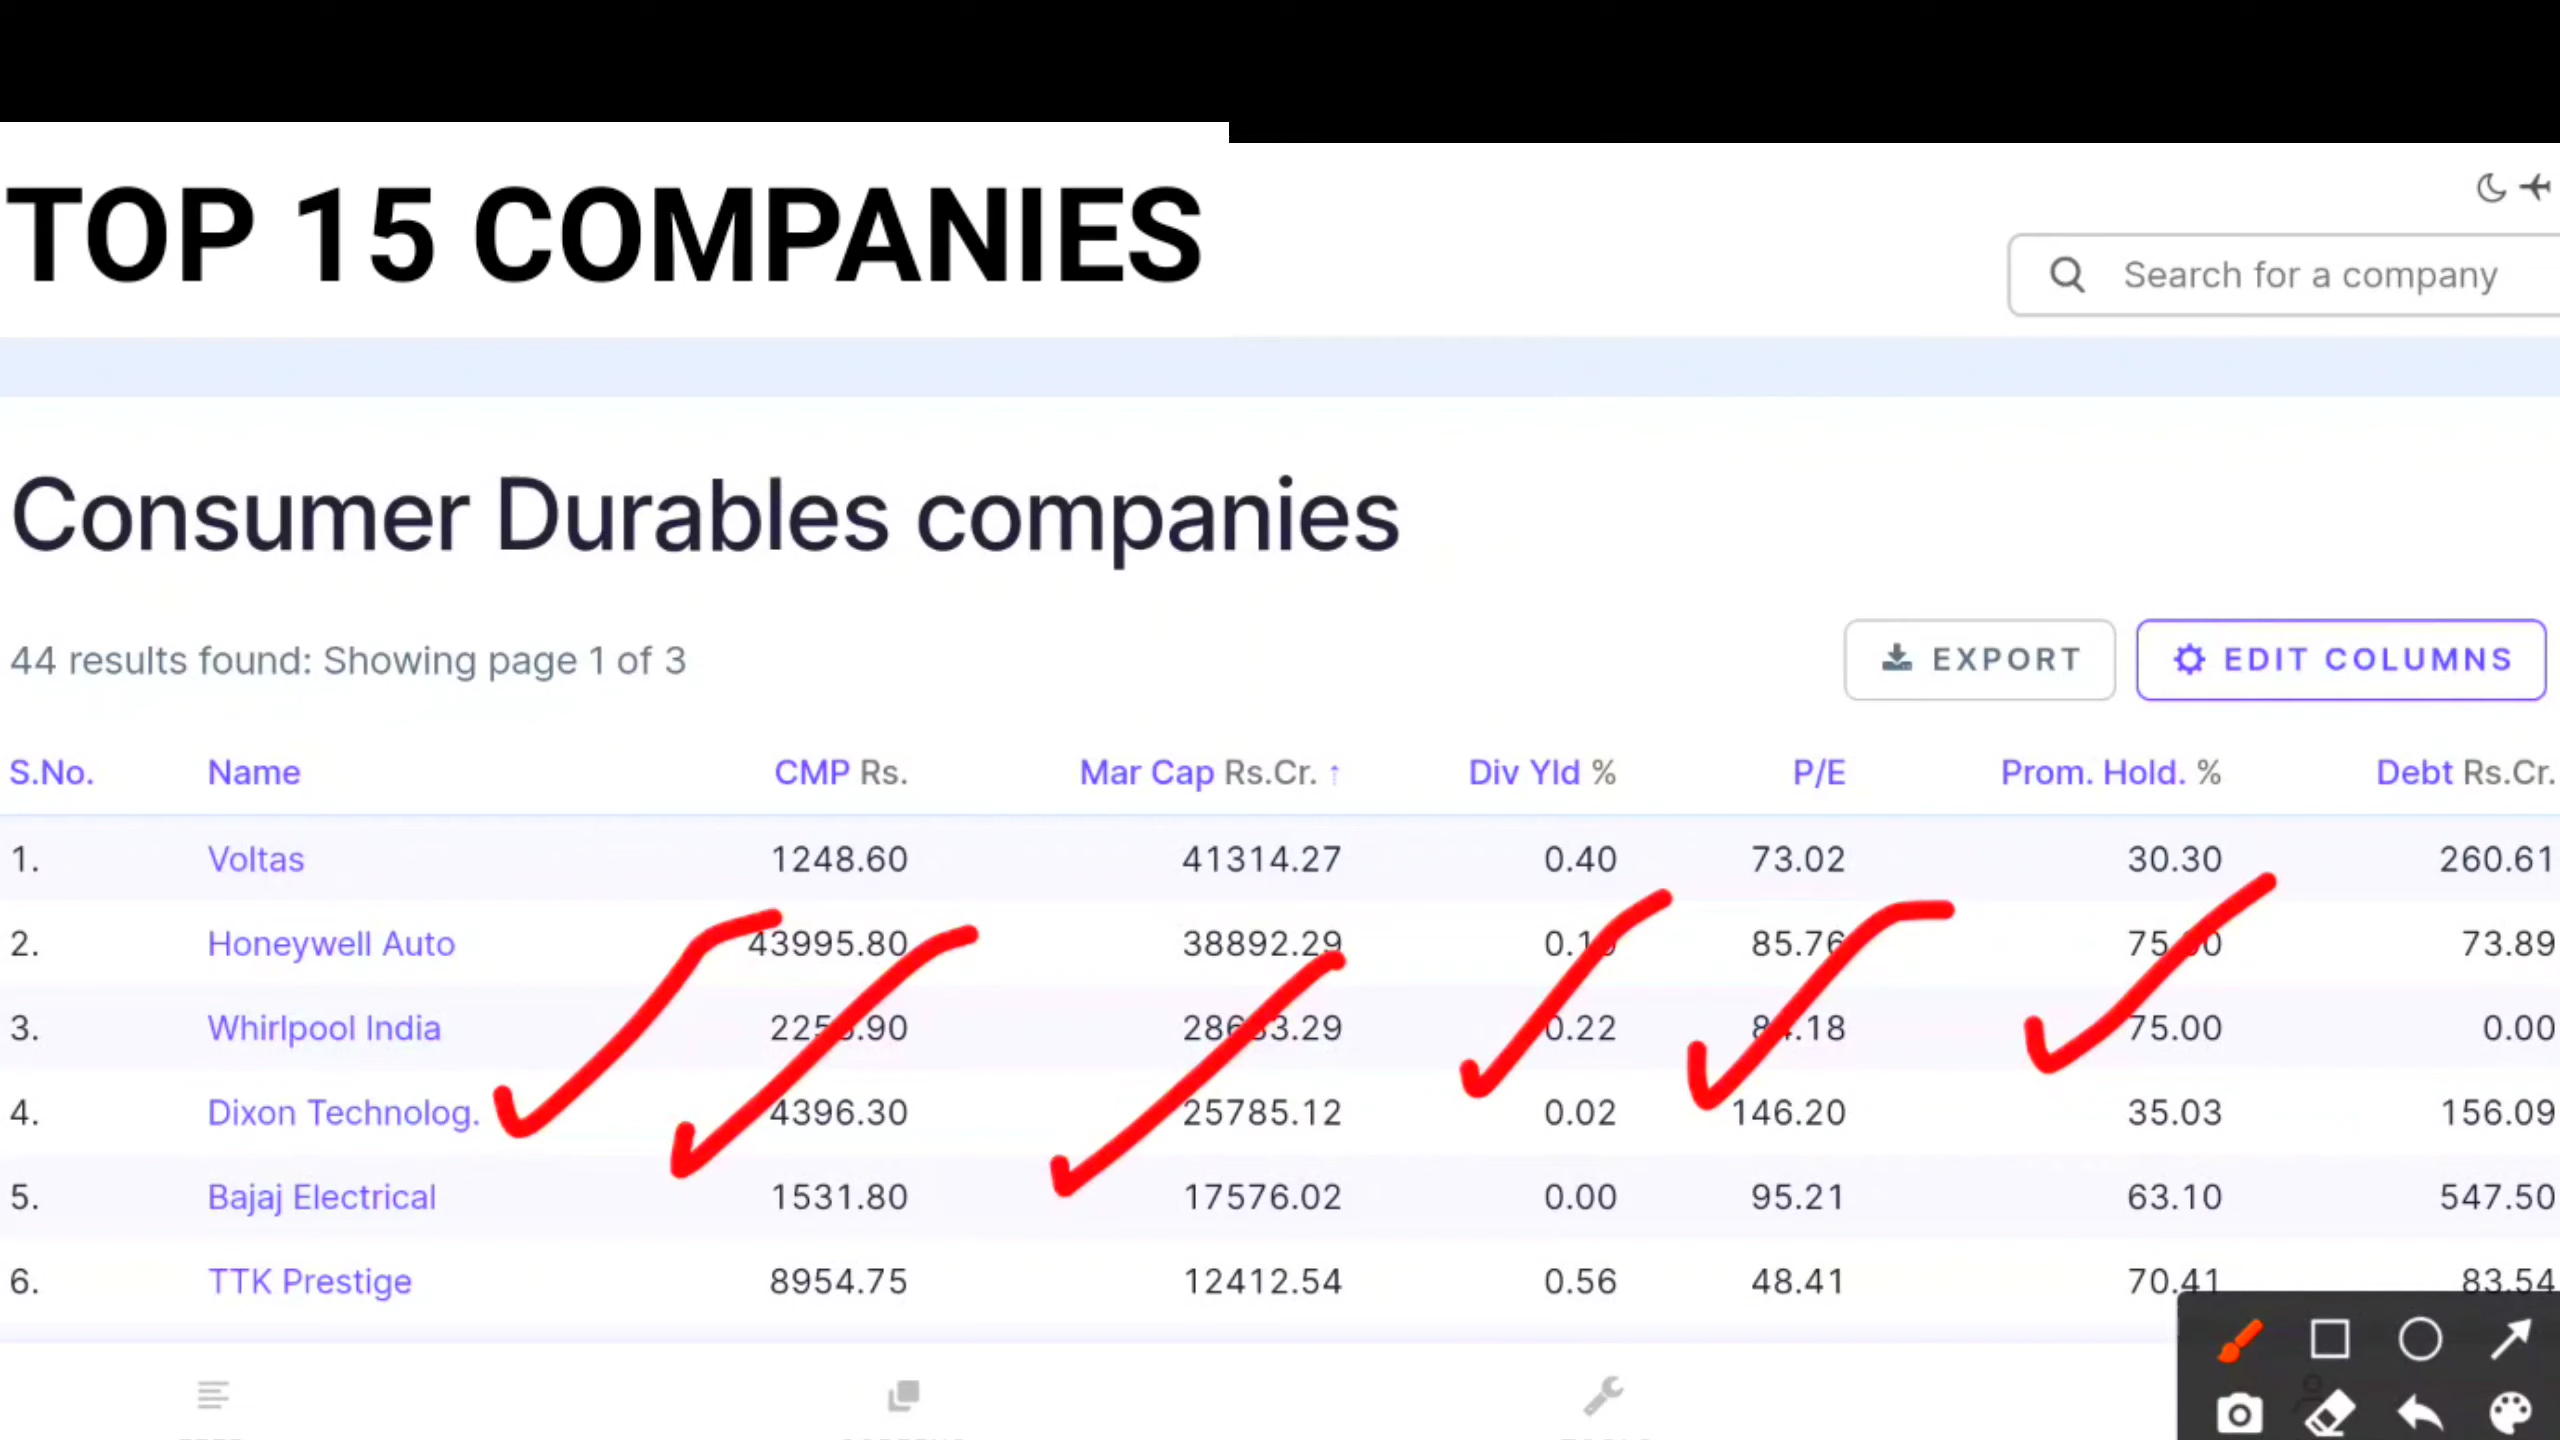 TOP 15 COMPANIES
Search for a company
Consumer Durables companies
44 results found: Showing page 1 of 3
EXPORT
EDIT COLUMNS
S.No. Name CMP Rs. Mar Cap Rs.Cr. ↑ Div Yld % P/E Prom. Hold. % Debt Rs.Cr.
1. Voltas 1248.60 41314.27 0.40 73.02 30.30 260.61
2. Honeywell Auto 43995.80 38892.29 85.76 73.89
3. Whirlpool India 0.22 75.00 0.00
4. Dixon Technolog. 4396.30 25785.12 0.02 146.20 35.03 156.09
5. Bajaj Electrical 1531.80 17576.02 0.00 95.21 63.10 547.50
6. TTK Prestige 8954.75 12412.54 0.56 48.41 70.41 83.54